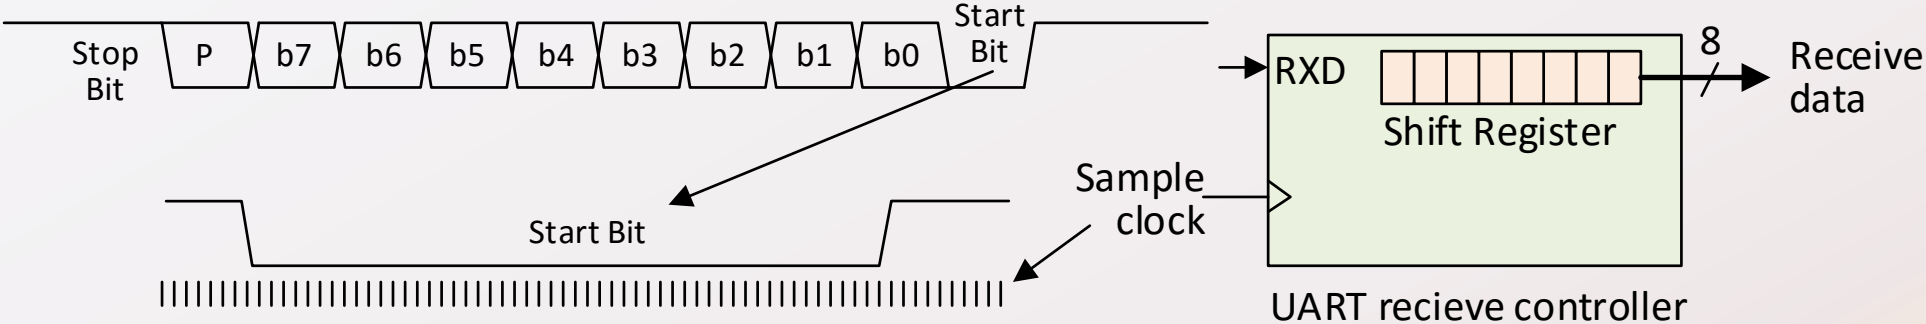 Stop
Bit
P
b7
b6
b5
b4
b3
b2
b1
b0
Start
Bit
RXD
Shift Register
8
Receive
data
Start Bit
Sample
clock
UART recieve controller